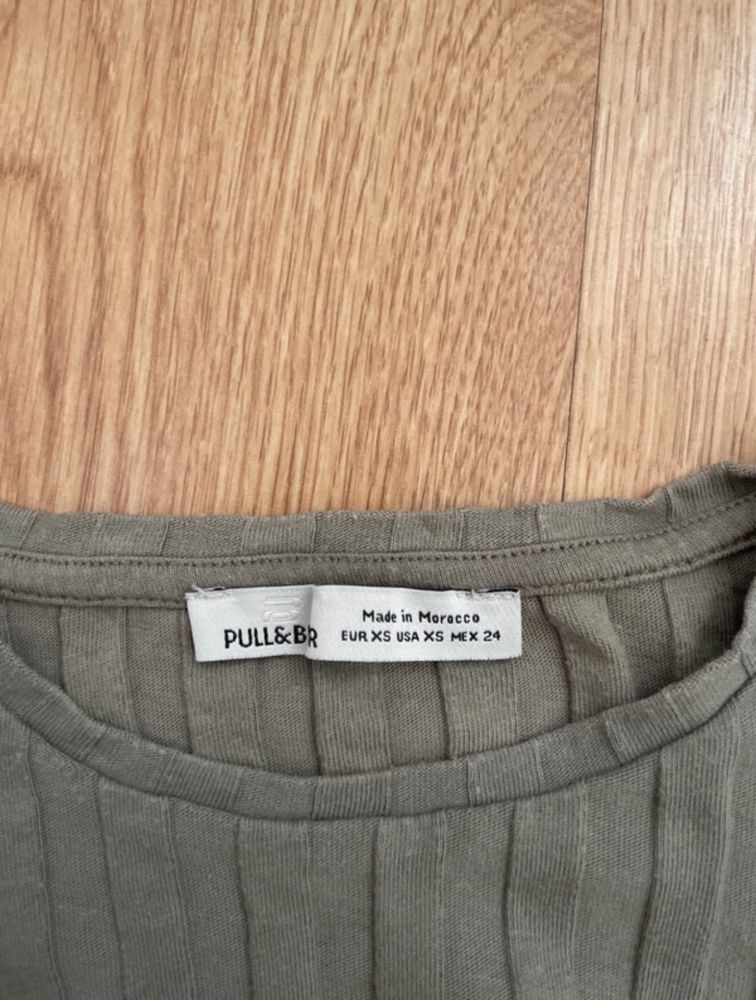 PULL&BR
Made in Morocco
EUR XS USA XS MEX 24